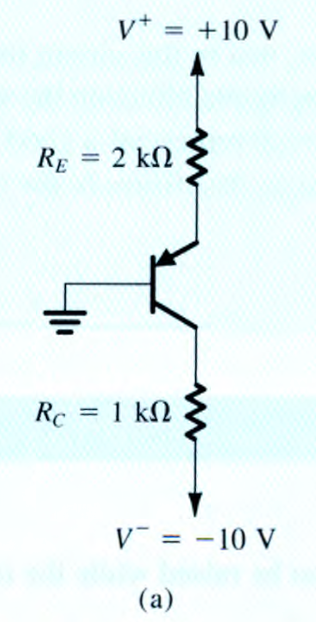 V⁺ = +10 V
R_E = 2 kΩ
R_C = 1 kΩ
V⁻ = −10 V
(a)